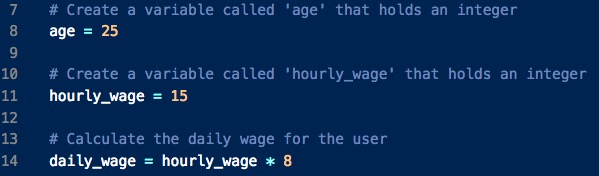 7 # Create a variable called 'age' that holds an integer
8 age = 25
9
10 # Create a variable called 'hourly_wage' that holds an integer
11 hourly_wage = 15
12
13 # Calculate the daily wage for the user
14 daily_wage = hourly_wage * 8